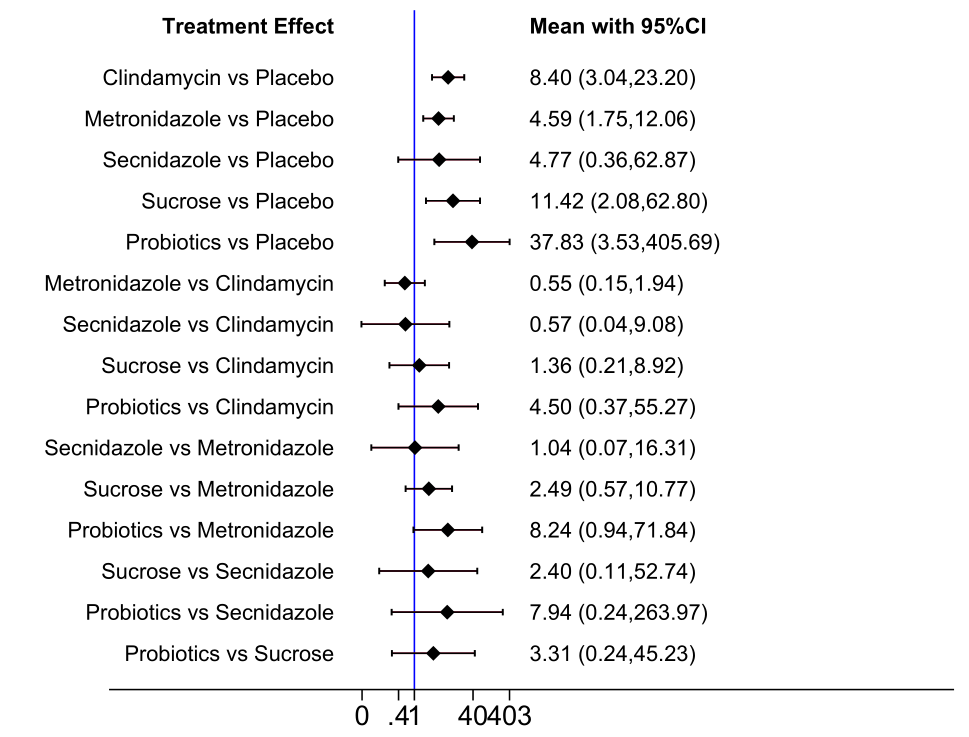 Treatment Effect Mean with 95%CI
Clindamycin vs Placebo 8.40 (3.04,23.20)
Metronidazole vs Placebo 4.59 (1.75,12.06)
Secnidazole vs Placebo 4.77 (0.36,62.87)
Sucrose vs Placebo 11.42 (2.08,62.80)
Probiotics vs Placebo 37.83 (3.53,405.69)
Metronidazole vs Clindamycin 0.55 (0.15,1.94)
Secnidazole vs Clindamycin 0.57 (0.04,9.08)
Sucrose vs Clindamycin 1.36 (0.21,8.92)
Probiotics vs Clindamycin 4.50 (0.37,55.27)
Secnidazole vs Metronidazole 1.04 (0.07,16.31)
Sucrose vs Metronidazole 2.49 (0.57,10.77)
Probiotics vs Metronidazole 8.24 (0.94,71.84)
Sucrose vs Secnidazole 2.40 (0.11,52.74)
Probiotics vs Secnidazole 7.94 (0.24,263.97)
Probiotics vs Sucrose 3.31 (0.24,45.23)
0 .41 40403